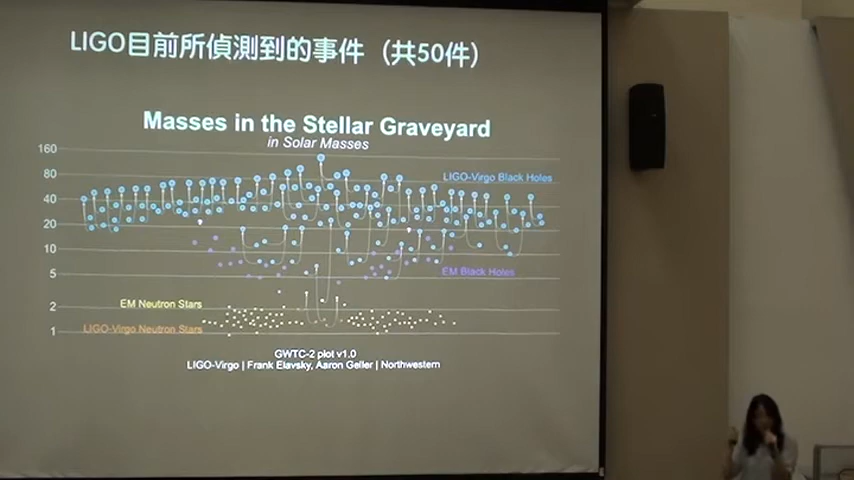 LIGO目前所偵測到的事件（共50件）
Masses in the Stellar Graveyard
in Solar Masses
160
80
LIGO-Virgo Black Holes
40
20
10
EM Black Holes
5
2
EM Neutron Stars
1
LIGO-Virgo Neutron Stars
GWTC-2 plot v1.0
LIGO-Virgo | Frank Elavsky, Aaron Geller | Northwestern